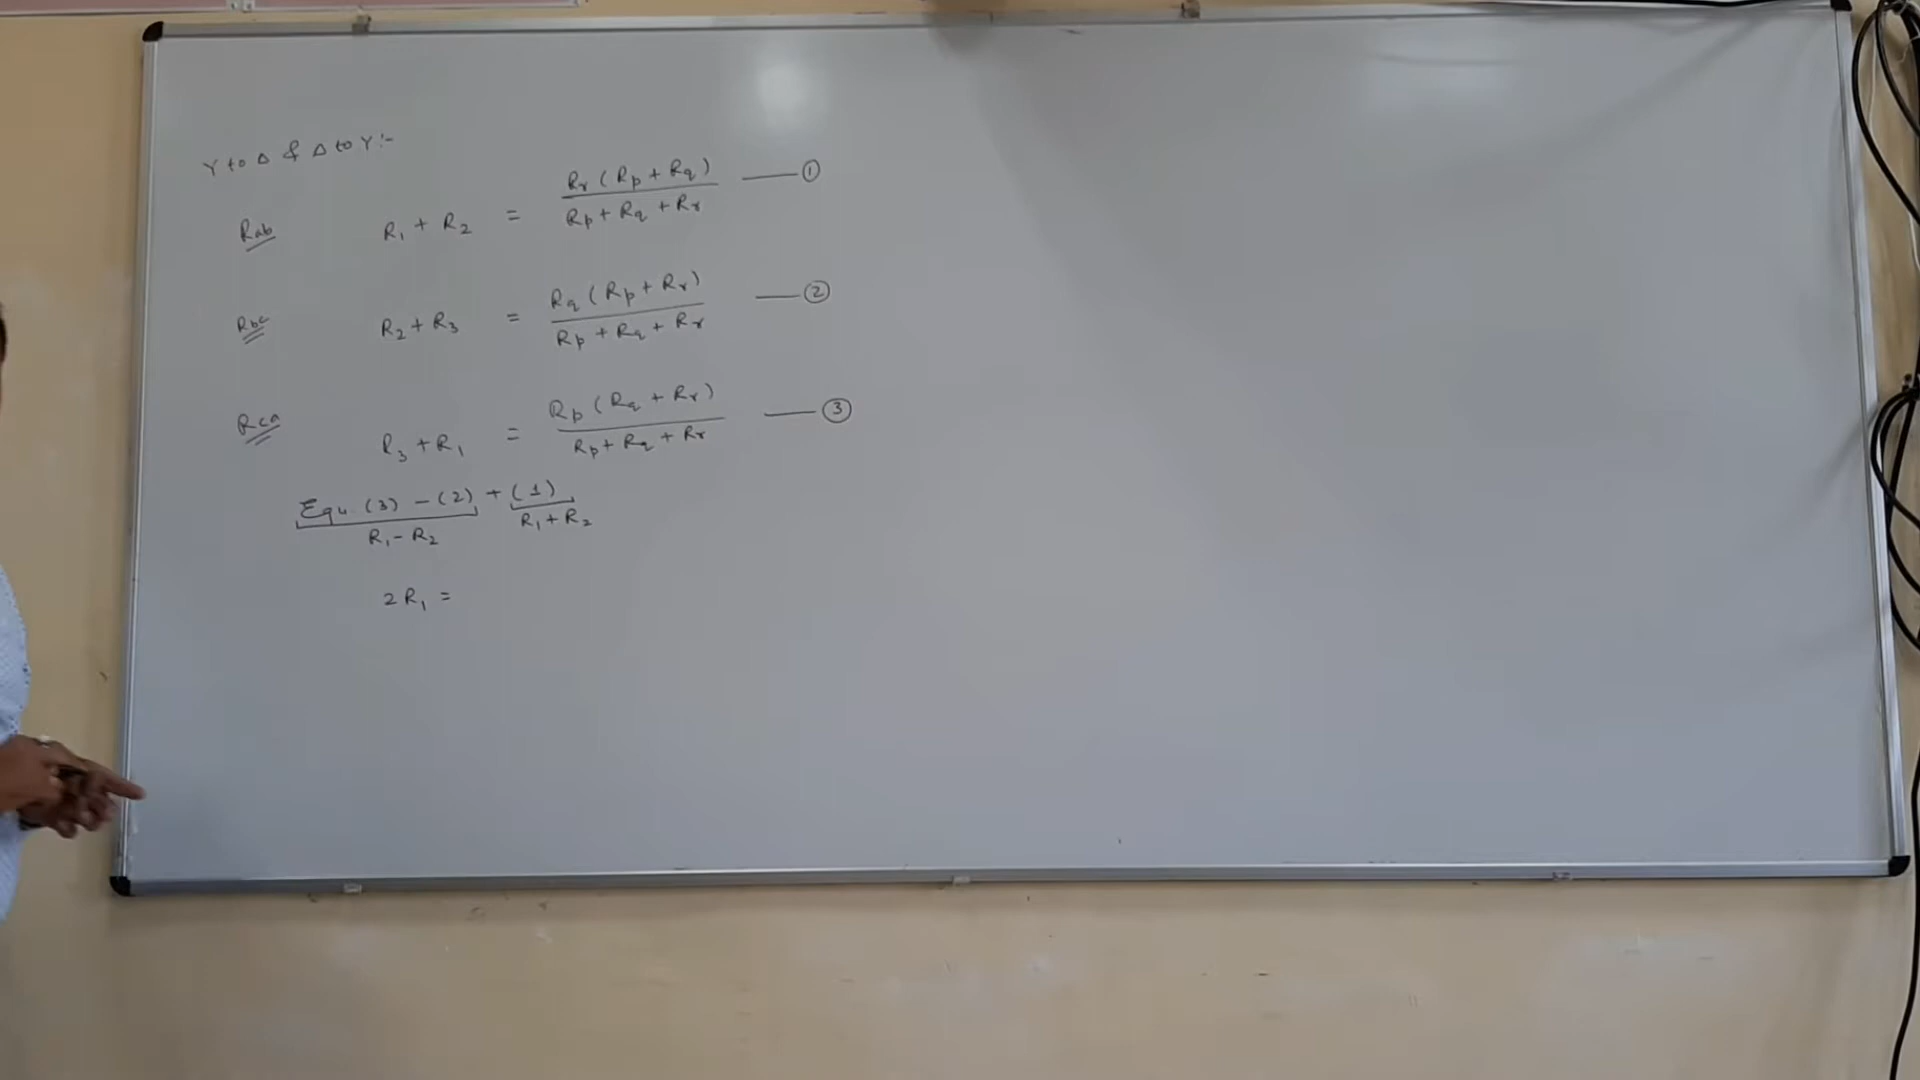 Y to Δ & Δ to Y :-
Rab R₁ + R₂ = Rr (Rp + Rq) / Rp + Rq + Rr —— ①
Rbc R₂ + R₃ = Rq (Rp + Rr) / Rp + Rq + Rr —— ②
Rca R₃ + R₁ = Rp (Rq + Rr) / Rp + Rq + Rr —— ③
Equ. (3) - (2) + (1)
R₁ - R₂ R₁ + R₂
2R₁ =